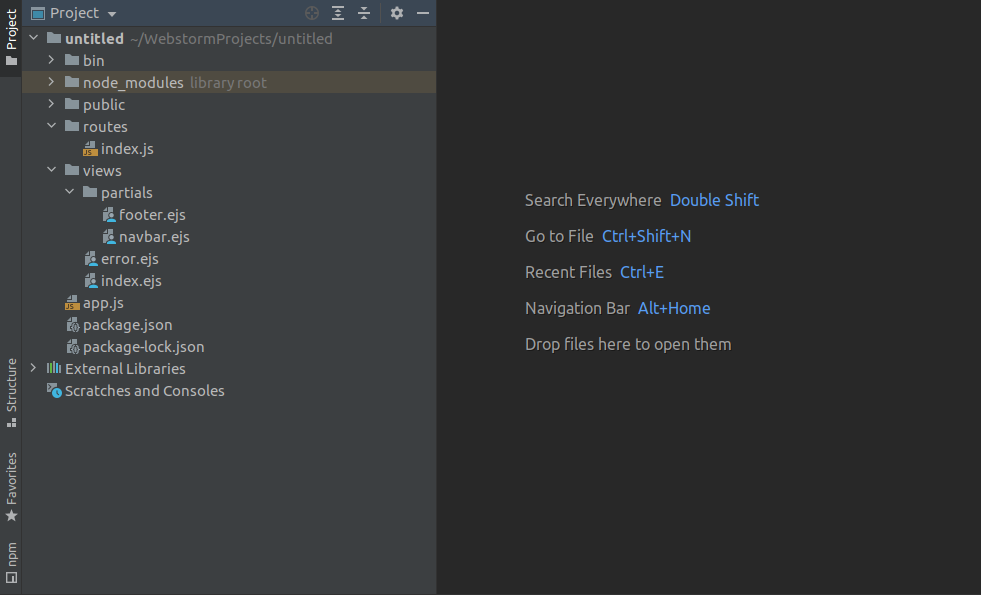 Project
Project
untitled ~/WebstormProjects/untitled
bin
node_modules library root
public
routes
index.js
views
partials
footer.ejs
navbar.ejs
error.ejs
index.ejs
app.js
package.json
package-lock.json
External Libraries
Scratches and Consoles
Structure
Favorites
npm
Search Everywhere Double Shift
Go to File Ctrl+Shift+N
Recent Files Ctrl+E
Navigation Bar Alt+Home
Drop files here to open them